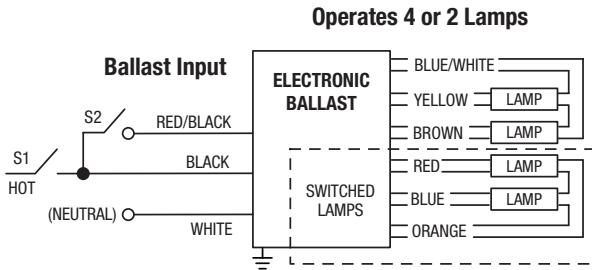 Operates 4 or 2 Lamps
Ballast Input
ELECTRONIC
BALLAST
BLUE/WHITE
YELLOW
LAMP
BROWN
LAMP
S2
RED/BLACK
S1
HOT
BLACK
(NEUTRAL)
WHITE
SWITCHED
LAMPS
RED
LAMP
BLUE
LAMP
ORANGE